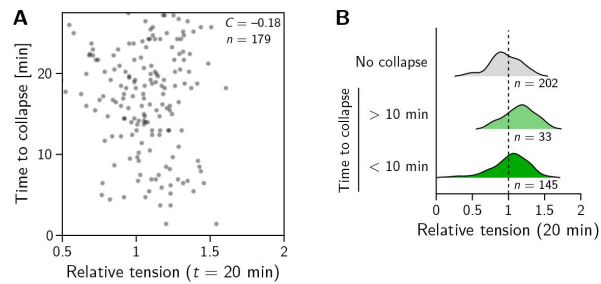 A
C = −0.18
n = 179
Time to collapse [min]
20
10
0
0.5
1
1.5
2
Relative tension (t = 20 min)
B
No collapse
n = 202
Time to collapse
> 10 min
n = 33
< 10 min
n = 145
0
0.5
1
1.5
2
Relative tension (20 min)